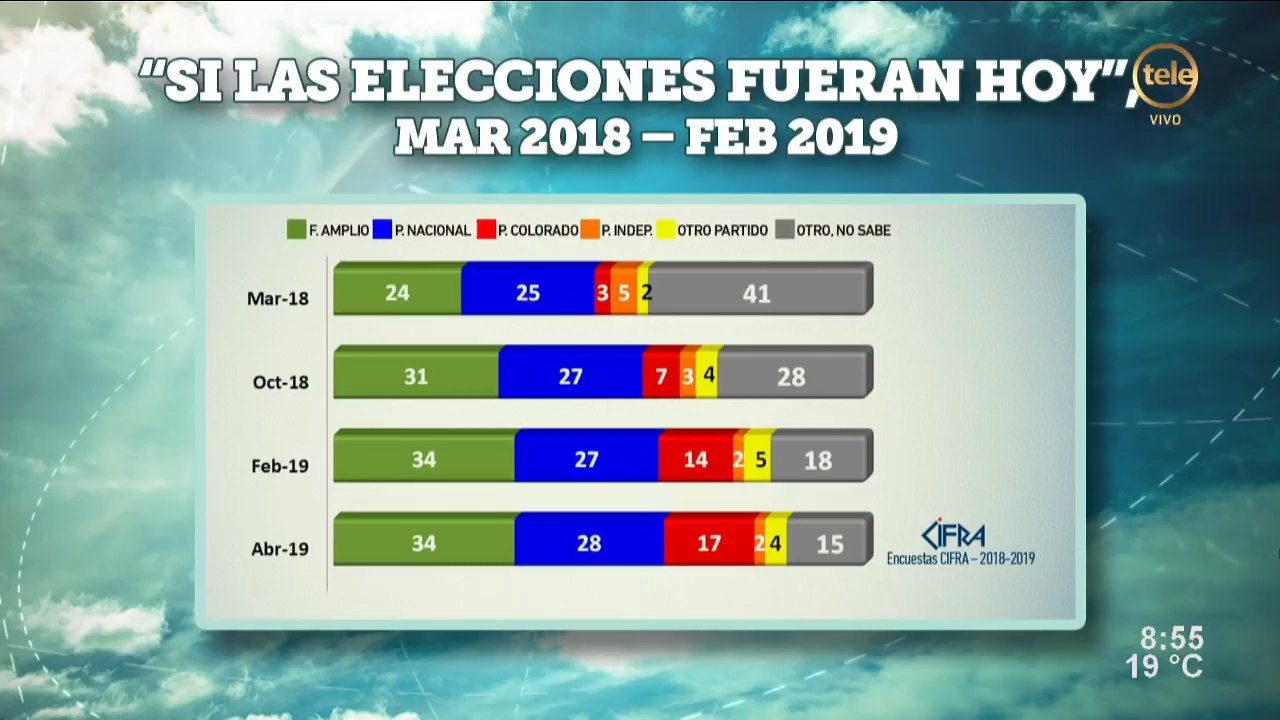 “SI LAS ELECCIONES FUERAN HOY”,
MAR 2018 – FEB 2019
tele
VIVO
F. AMPLIO P. NACIONAL P. COLORADO P. INDEP. OTRO PARTIDO OTRO, NO SABE
Mar-18 24 25 3 5 2 41
Oct-18 31 27 7 3 4 28
Feb-19 34 27 14 2 5 18
Abr-19 34 28 17 2 4 15
CIFRA
Encuestas CIFRA – 2018-2019
8:55
19 °C